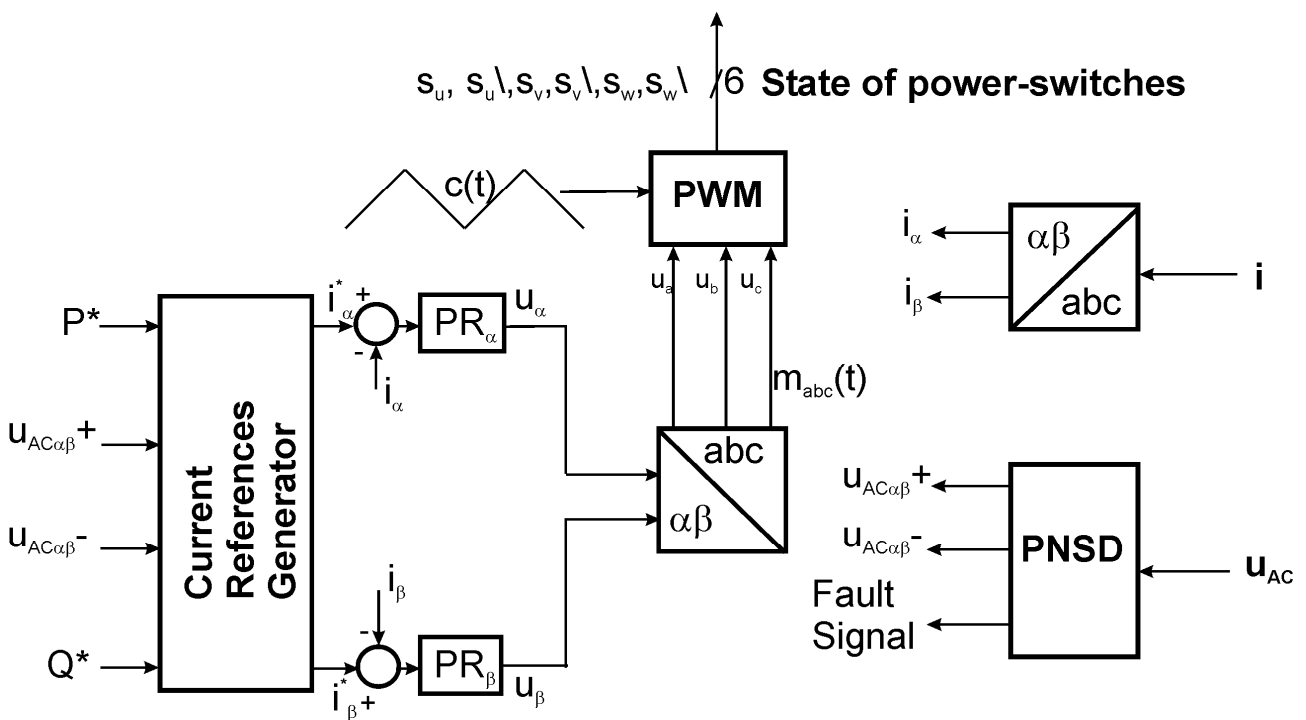 s_u, s_u\,s_v,s_v\,s_w,s_w\ /6 State of power-switches
c(t)
PWM
u_a u_b u_c
m_abc(t)
i_α
i_β
αβ
abc
i
P*
u_ACαβ+
u_ACαβ-
Q*
Current
References
Generator
i*_α +
-
i_α
PR_α
u_α
i_β
-
i*_β +
PR_β
u_β
abc
αβ
u_ACαβ+
u_ACαβ-
Fault
Signal
PNSD
u_AC